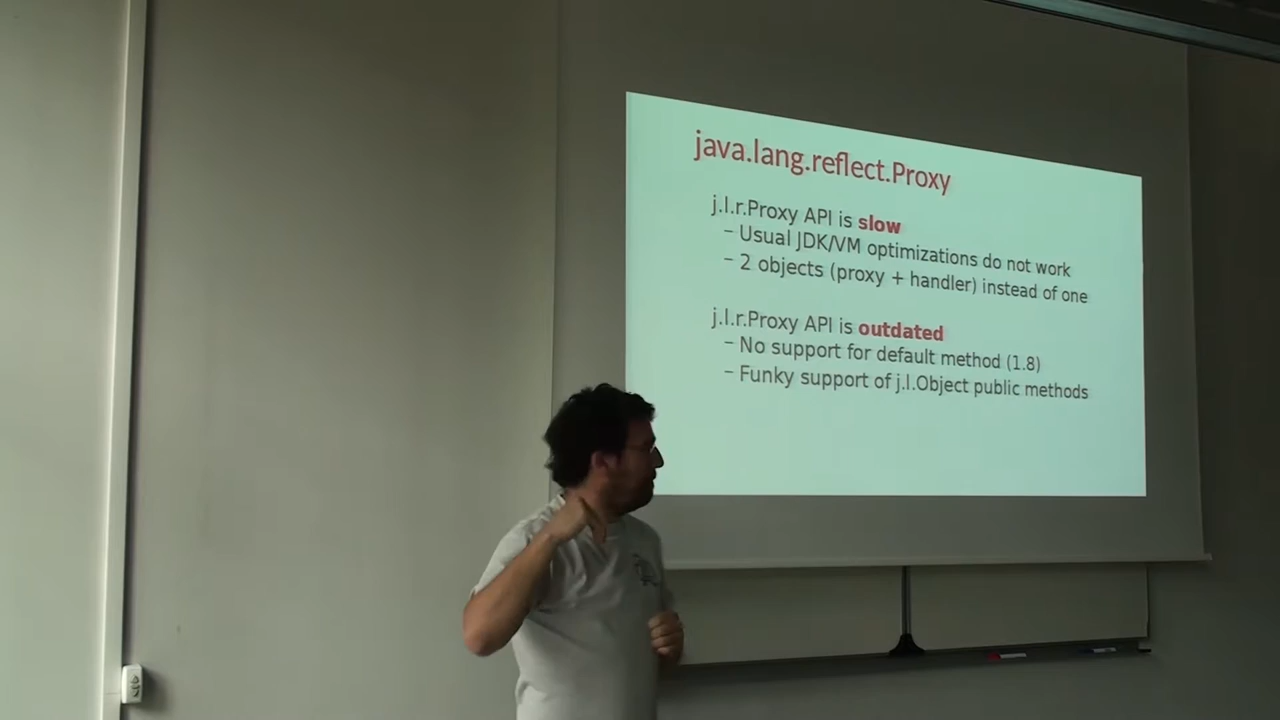 java.lang.reflect.Proxy
j.l.r.Proxy API is slow
– Usual JDK/VM optimizations do not work
– 2 objects (proxy + handler) instead of one
j.l.r.Proxy API is outdated
– No support for default method (1.8)
– Funky support of j.l.Object public methods